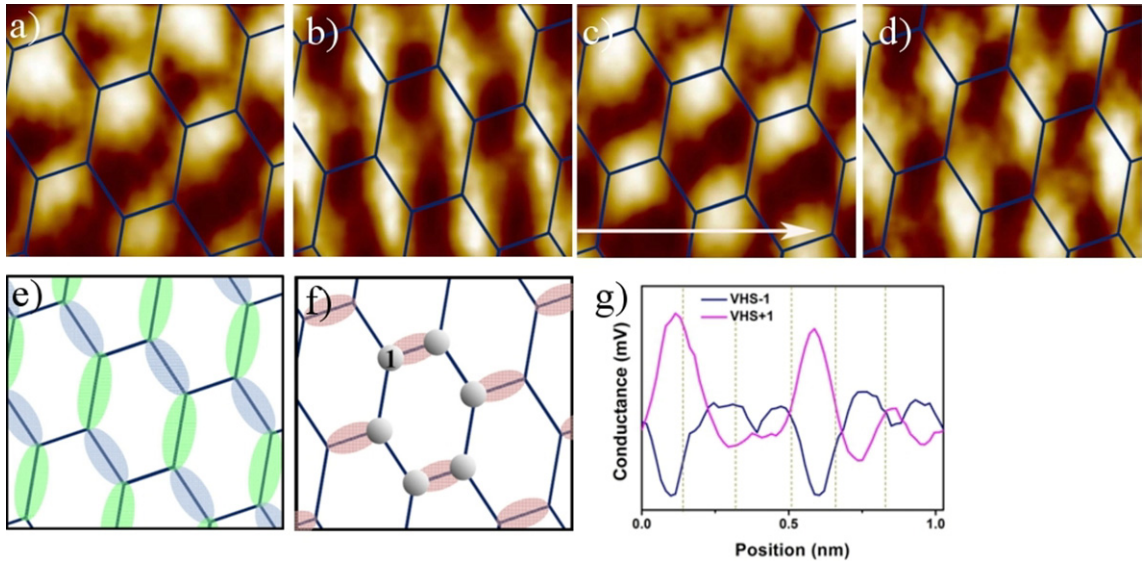 a)
b)
c)
d)
e)
f)
1
g)
VHS-1
VHS+1
Conductance (mV)
0.0
0.5
1.0
Position (nm)